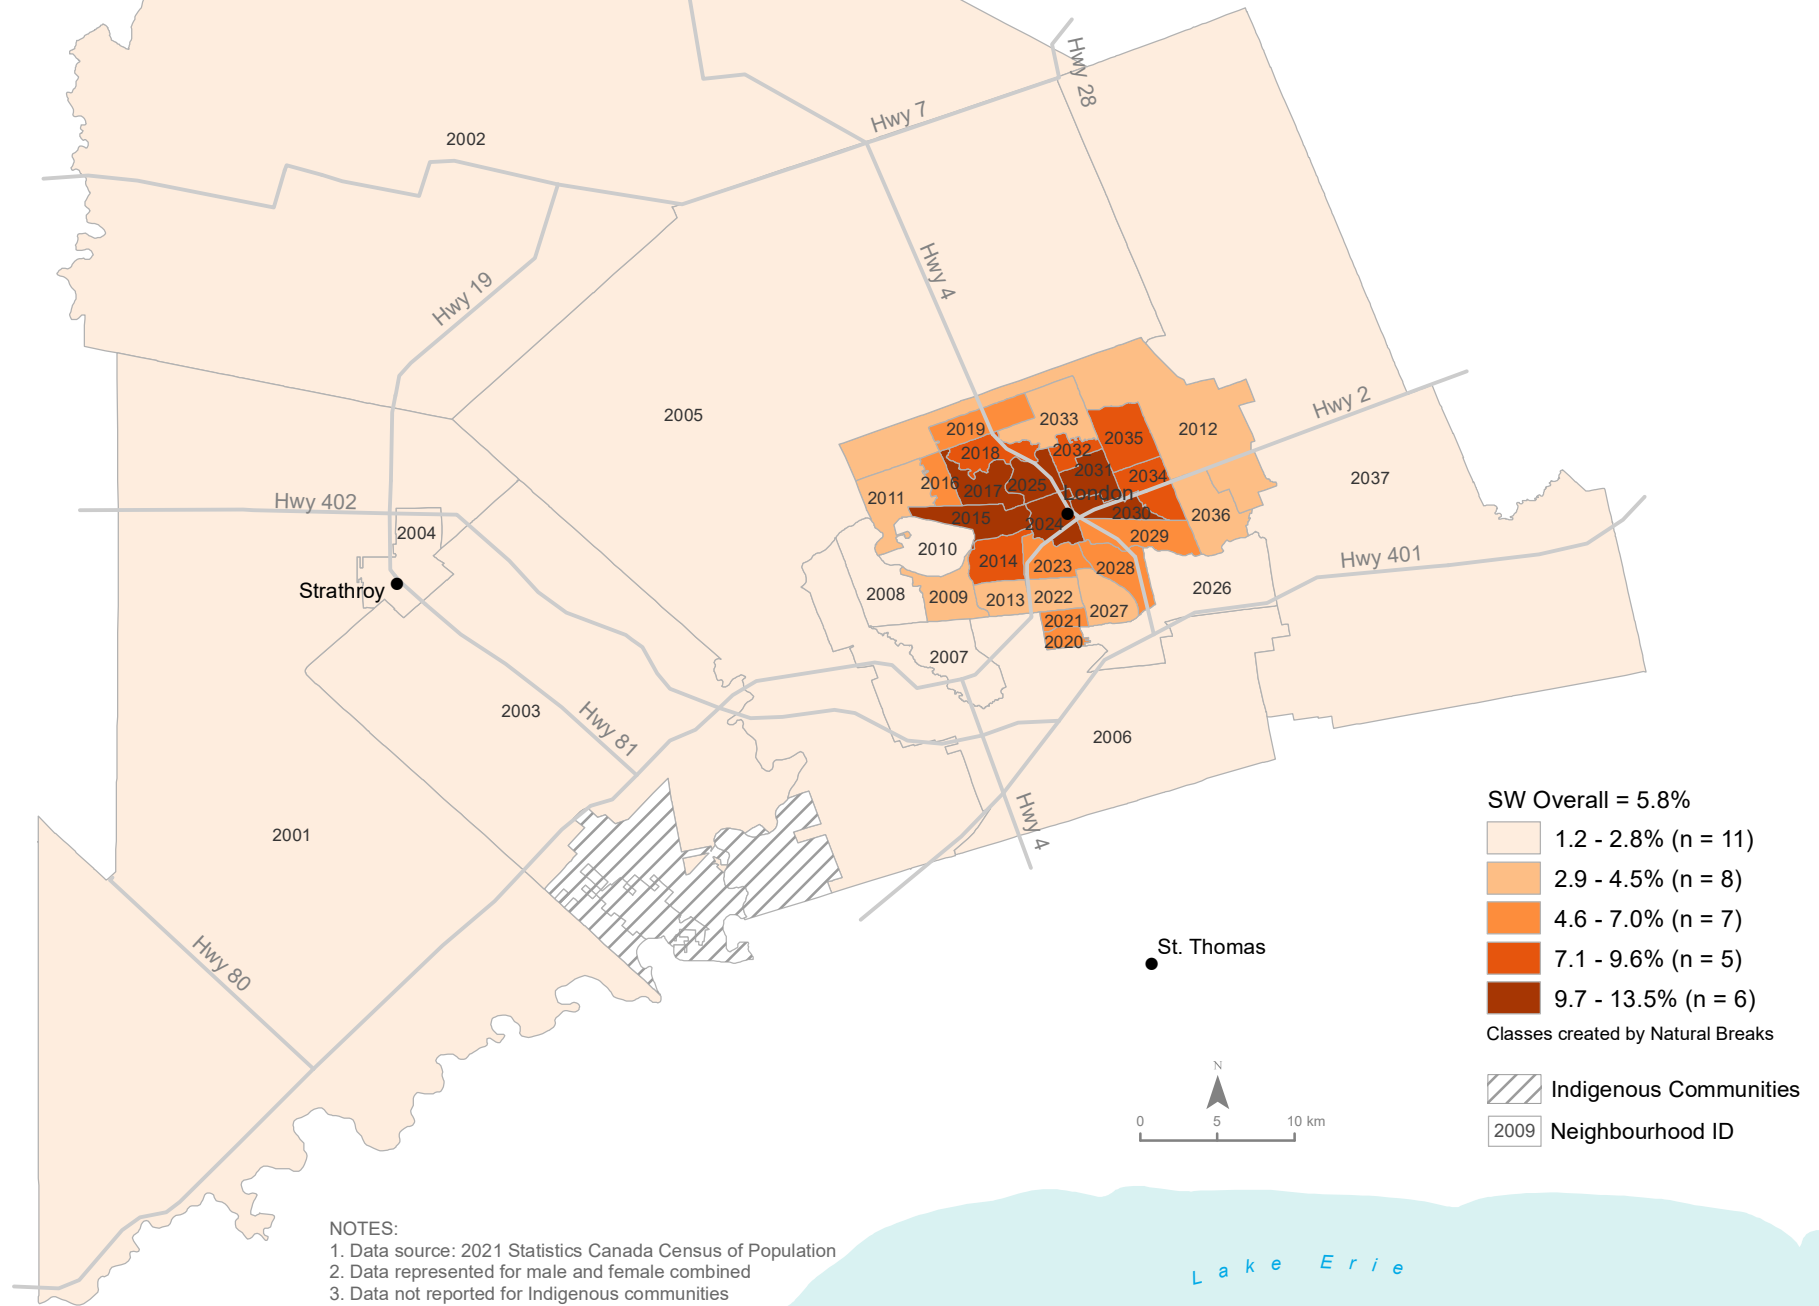 Hwy 28
Hwy 7
2002
Hwy 4
Hwy 19
Hwy 2
2005
2033
2019
2012
2035
2018
2032
2031
2034
2037
2016
2017
2025
2011
London
Hwy 402
2015
2030
2036
2024
2004
2029
2010
Hwy 401
2014
2023
2028
Strathroy
2008
2009
2013
2022
2026
2027
2021
2020
2007
2003
Hwy 81
2006
2001
Hwy 4
Hwy 80
St. Thomas
SW Overall = 5.8%
1.2 - 2.8% (n = 11)
2.9 - 4.5% (n = 8)
4.6 - 7.0% (n = 7)
7.1 - 9.6% (n = 5)
9.7 - 13.5% (n = 6)
Classes created by Natural Breaks
Indigenous Communities
2009 Neighbourhood ID
N
0 5 10 km
NOTES:
1. Data source: 2021 Statistics Canada Census of Population
2. Data represented for male and female combined
3. Data not reported for Indigenous communities
Lake Erie